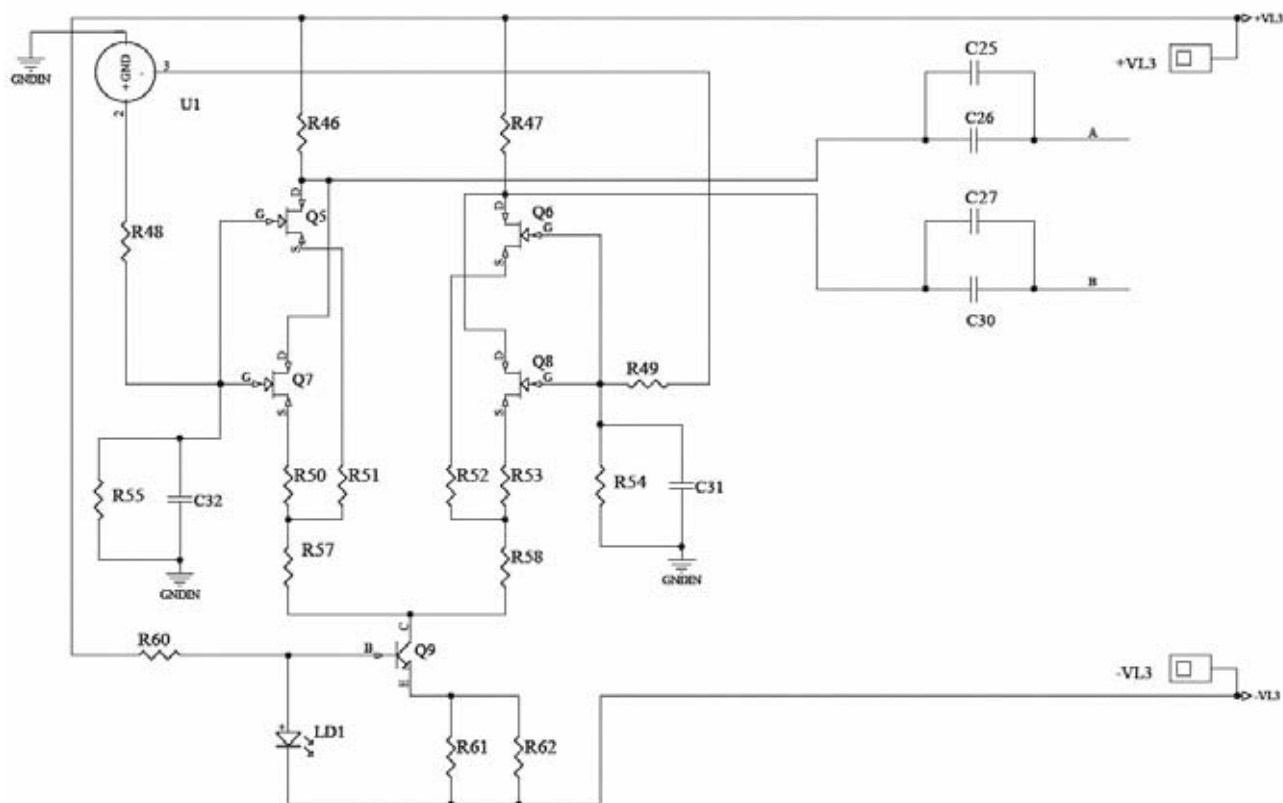 +VL3
GNDIN
+GND
-
3
2
U1
C25
+VL3
R46
R47
C26
A
D
G
Q5
S
D
Q6
G
S
C27
R48
B
C30
D
G
Q7
S
D
Q8
G
S
R49
R55
C32
R50
R51
R52
R53
R54
C31
GNDIN
R57
R58
GNDIN
R60
B
C
Q9
E
-VL3
-VL3
+
LD1
R61
R62